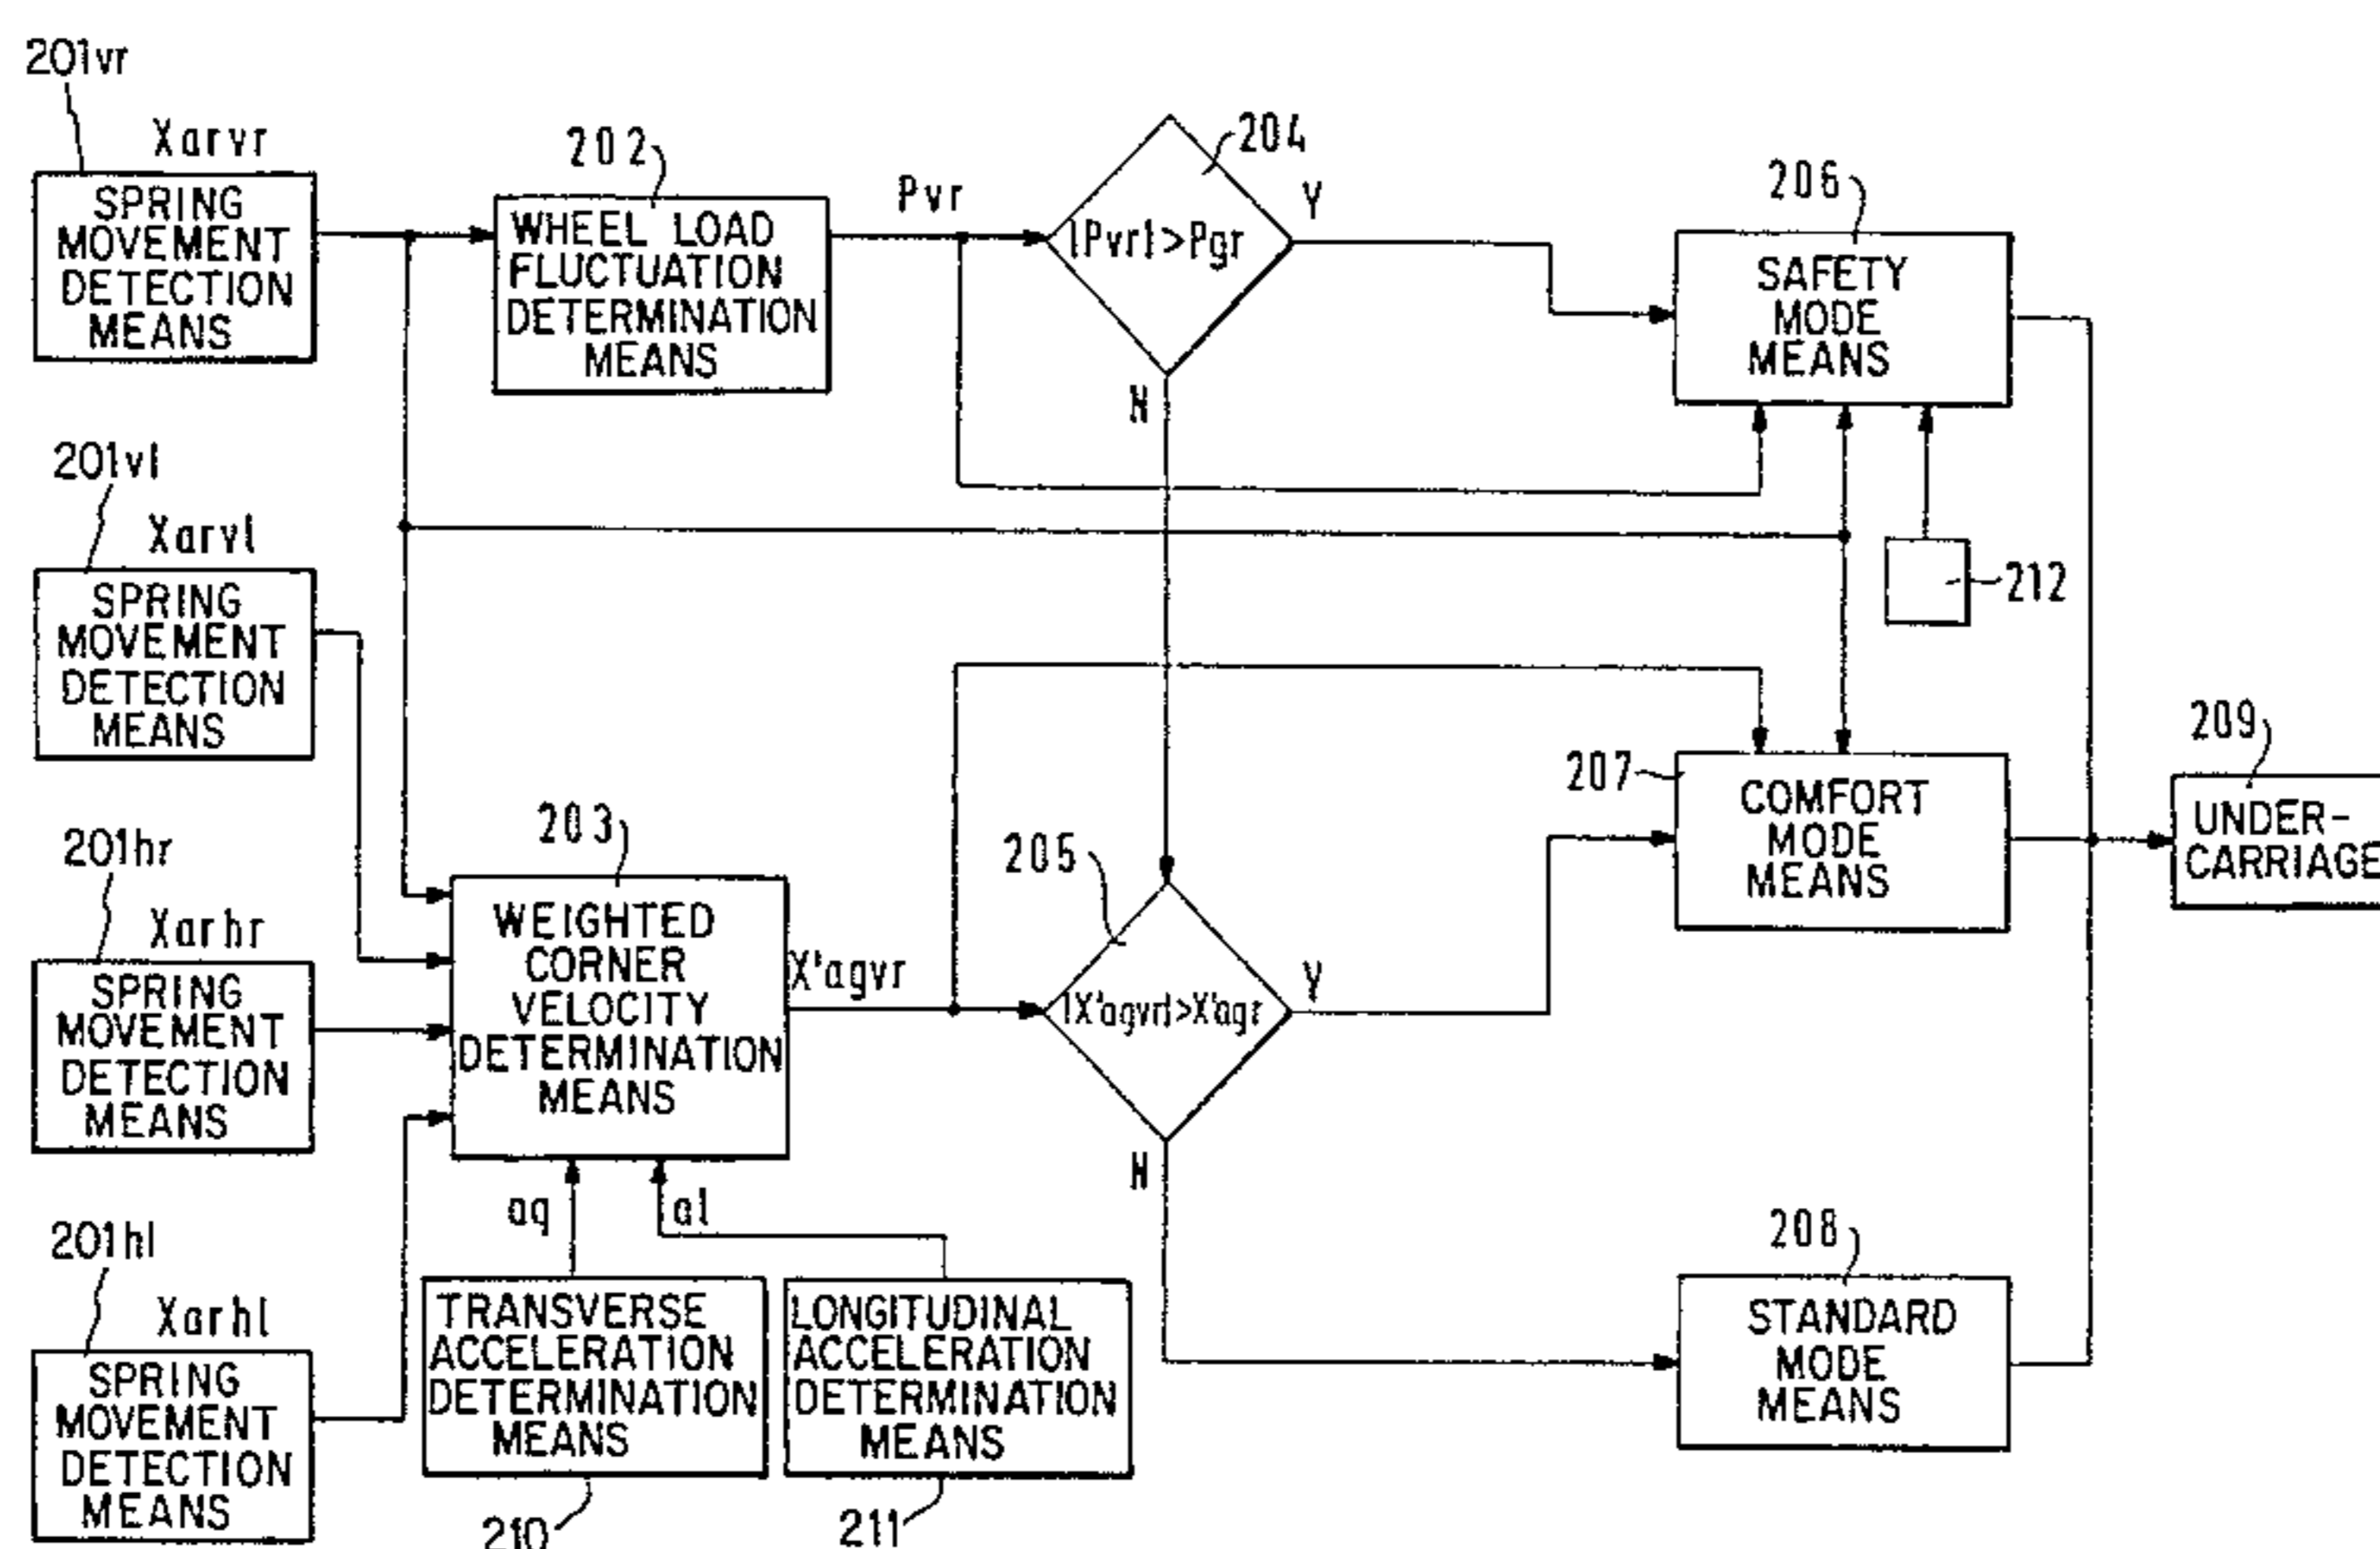 201vr
Xarvr
SPRING
MOVEMENT
DETECTION
MEANS
202
WHEEL LOAD
FLUCTUATION
DETERMINATION
MEANS
Pvr
204
|Pvr|>Pgr
Y
N
206
SAFETY
MODE
MEANS
212
201vl
Xarvl
SPRING
MOVEMENT
DETECTION
MEANS
201hr
Xarhr
SPRING
MOVEMENT
DETECTION
MEANS
203
WEIGHTED
CORNER
VELOCITY
DETERMINATION
MEANS
X'agvr
205
|X'agvr|>X'agr
Y
N
207
COMFORT
MODE
MEANS
209
UNDER-
CARRIAGE
201hl
Xarhl
SPRING
MOVEMENT
DETECTION
MEANS
aq
al
TRANSVERSE
ACCELERATION
DETERMINATION
MEANS
210
LONGITUDINAL
ACCELERATION
DETERMINATION
MEANS
211
208
STANDARD
MODE
MEANS